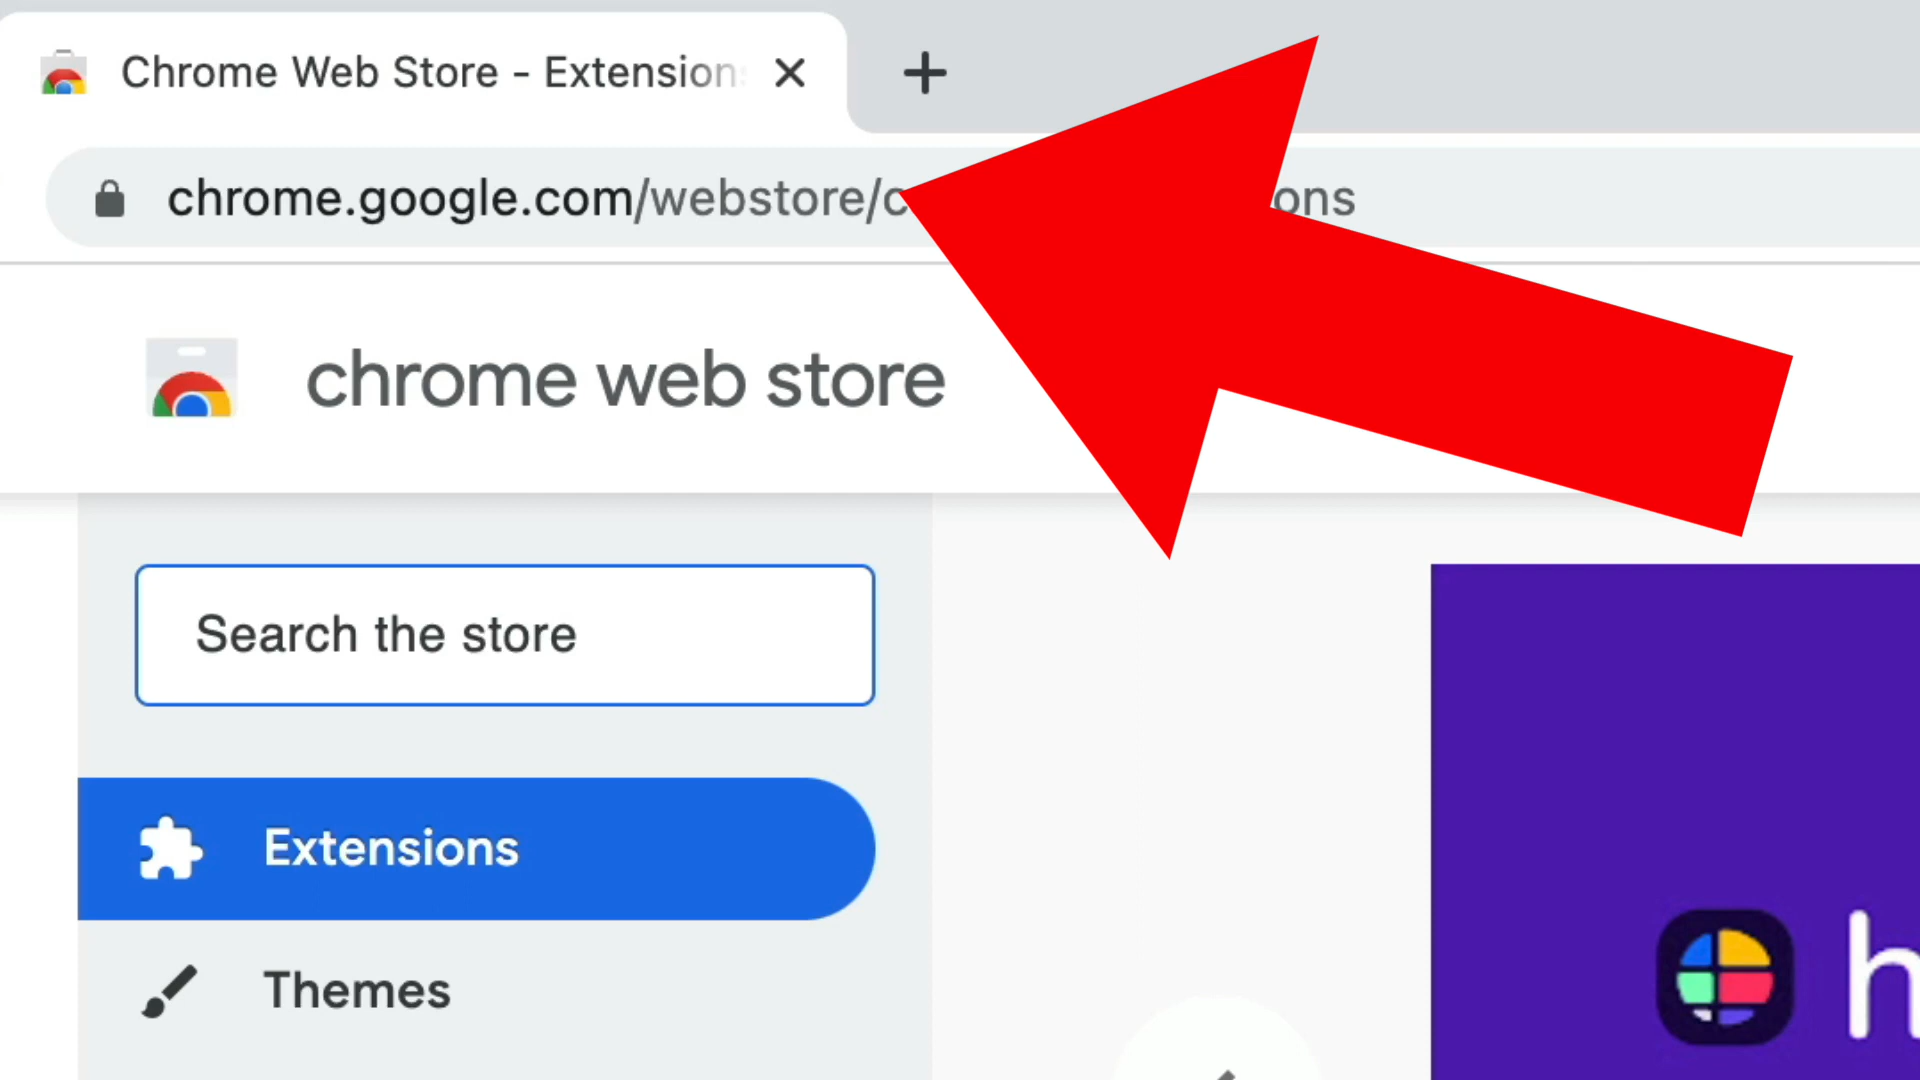 Chrome Web Store - Extension
chrome.google.com/webstore/c
ons
chrome web store
Search the store
Extensions
Themes
h